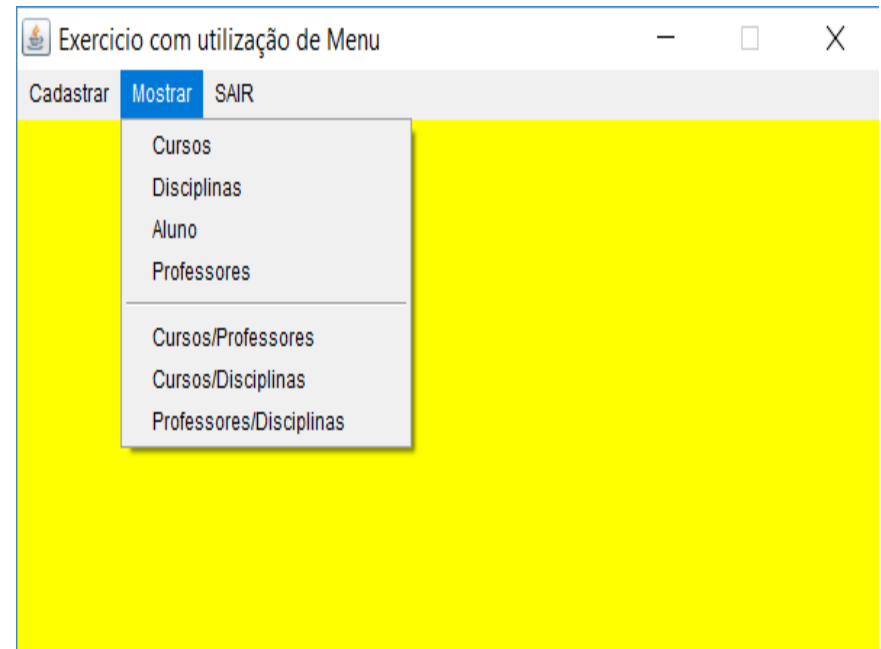 Exercicio com utilização de Menu
Cadastrar Mostrar SAIR
Cursos
Disciplinas
Aluno
Professores
Cursos/Professores
Cursos/Disciplinas
Professores/Disciplinas